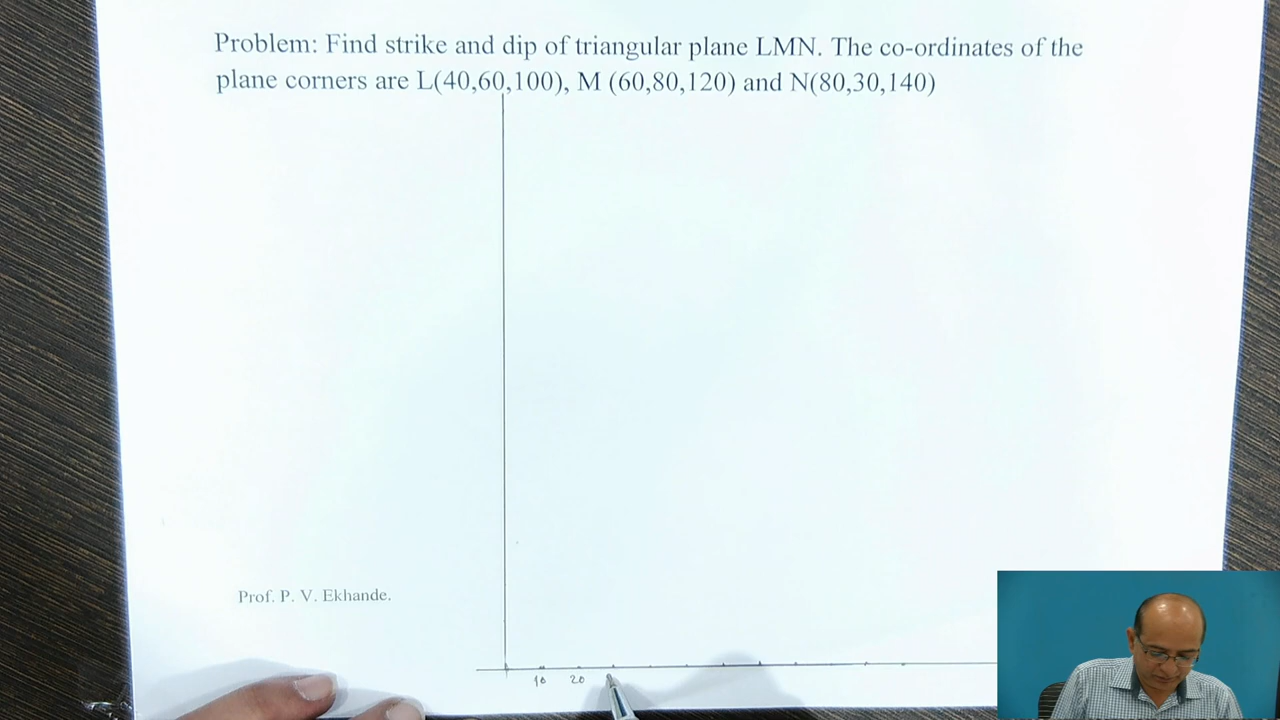 Problem: Find strike and dip of triangular plane LMN. The co-ordinates of the
plane corners are L(40,60,100), M (60,80,120) and N(80,30,140)
Prof. P. V. Ekhande.
10 20